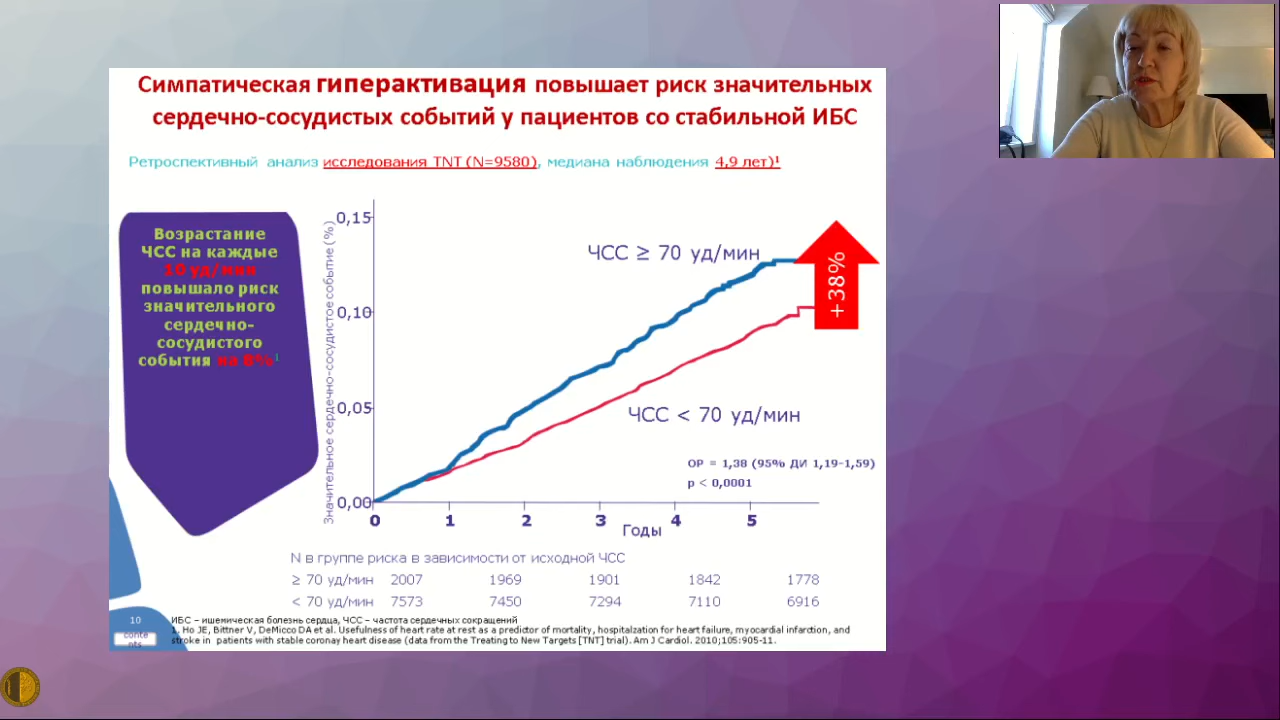 Симпатическая гиперактивация повышает риск значительных
сердечно-сосудистых событий у пациентов со стабильной ИБС
Ретроспективный анализ исследования TNT (N=9580), медиана наблюдения 4,9 лет)¹
Возрастание
ЧСС на каждые
10 уд/мин
повышало риск
значительного
сердечно-
сосудистого
события на 8%¹
Значительное сердечно-сосудистое событие (%)
0,15
0,10
0,05
0,00
ЧСС ≥ 70 уд/мин
+38%
ЧСС < 70 уд/мин
ОР = 1,38 (95% ДИ 1,19-1,59)
p < 0,0001
0 1 2 3 4 5
Годы
N в группе риска в зависимости от исходной ЧСС
≥ 70 уд/мин 2007 1969 1901 1842 1778
< 70 уд/мин 7573 7450 7294 7110 6916
10
conte
nts
ИБС – ишемическая болезнь сердца, ЧСС – частота сердечных сокращений
1. Ho JE, Bittner V, DeMicco DA et al. Usefulness of heart rate at rest as a predictor of mortality, hospitalzation for heart failure, myocardial infarction, and
stroke in patients with stable coronay heart disease (data from the Treating to New Targets [TNT] trial). Am J Cardiol. 2010;105:905-11.